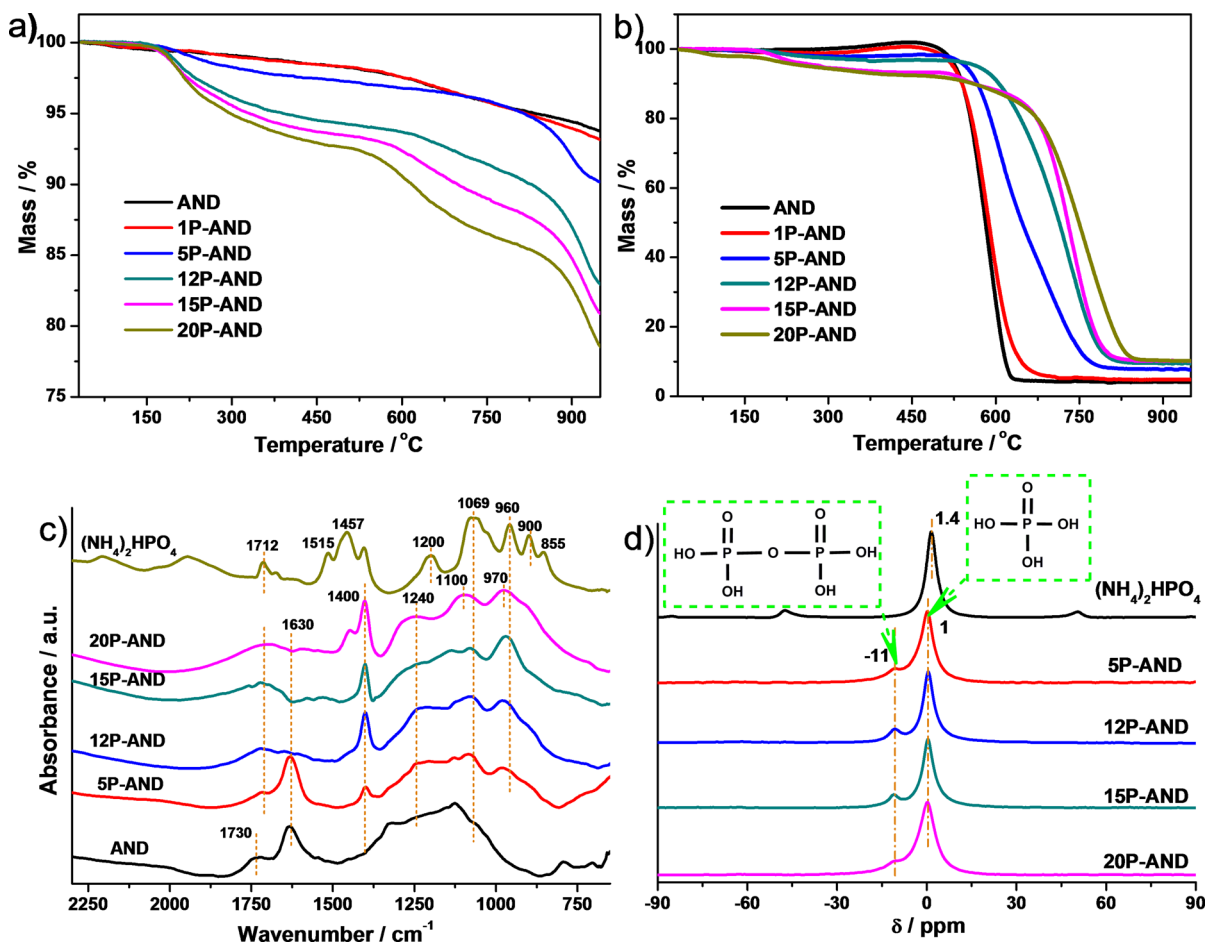 a)
100
95
90
85
80
75
Mass / %
AND
1P-AND
5P-AND
12P-AND
15P-AND
20P-AND
150 300 450 600 750 900
Temperature / °C
b)
100
80
60
40
20
0
Mass / %
AND
1P-AND
5P-AND
12P-AND
15P-AND
20P-AND
150 300 450 600 750 900
Temperature / °C
c)
Absorbance / a.u.
(NH₄)₂HPO₄
1712
1515
1457
1200
1069
960
900
855
20P-AND
1630
1400
1240
1100
970
15P-AND
12P-AND
5P-AND
1730
AND
2250 2000 1750 1500 1250 1000 750
Wavenumber / cm⁻¹
d)
O O
HO P O P OH
OH OH
O
HO P OH
OH
1.4
(NH₄)₂HPO₄
1
-11
5P-AND
12P-AND
15P-AND
20P-AND
-90 -60 -30 0 30 60 90
δ / ppm